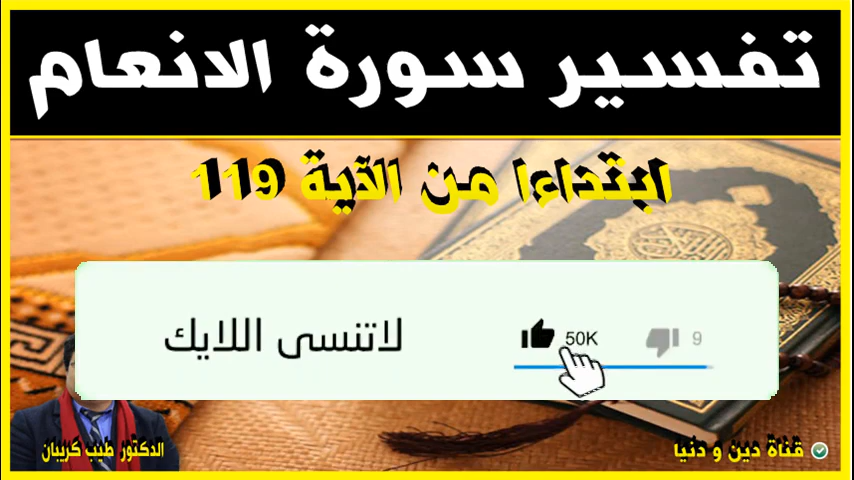 تفسير سورة الانعام
ابتداءا من الآية 119
لاتنسى اللايك
50K
9
الدكتور طيب كريبان
قناة دين و دنيا